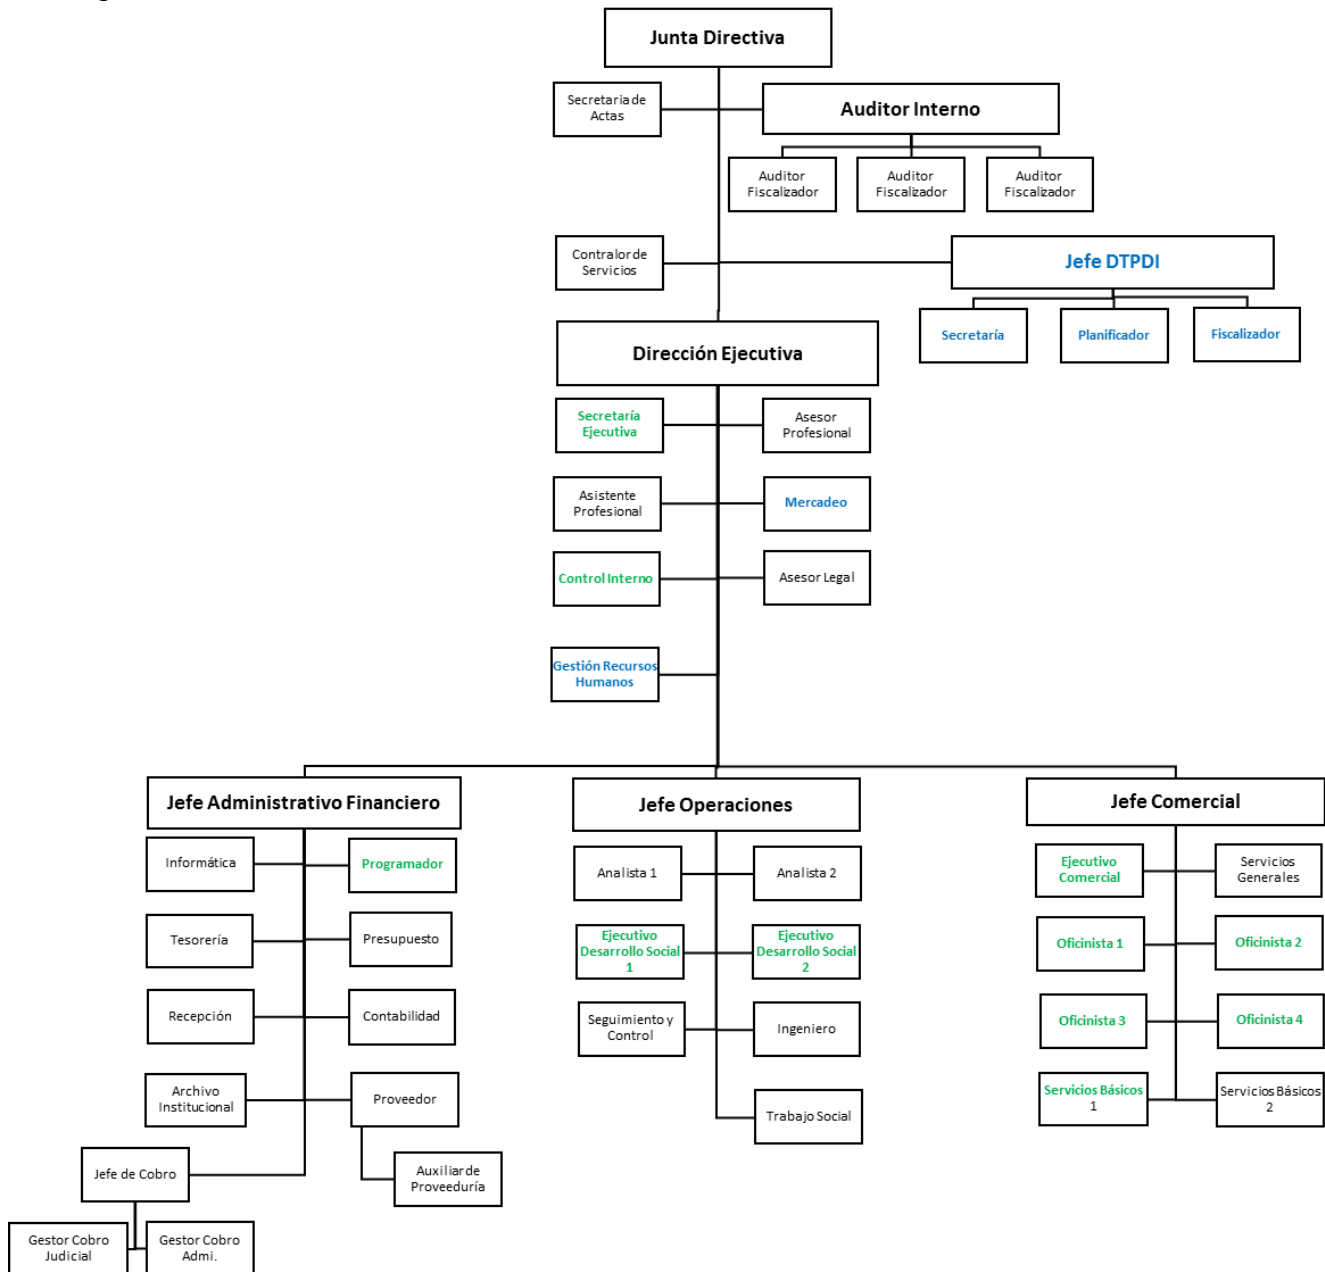 Junta Directiva
Secretaria de
Actas
Auditor Interno
Auditor
Fiscalizador
Auditor
Fiscalizador
Auditor
Fiscalizador
Contralor de
Servicios
Jefe DTPDI
Secretaría
Planificador
Fiscalizador
Dirección Ejecutiva
Secretaría
Ejecutiva
Asesor
Profesional
Asistente
Profesional
Mercadeo
Control Interno
Asesor Legal
Gestión Recursos
Humanos
Jefe Administrativo Financiero
Informática
Programador
Tesorería
Presupuesto
Recepción
Contabilidad
Archivo
Institucional
Proveedor
Jefe de Cobro
Auxiliar de
Proveeduría
Gestor Cobro
Judicial
Gestor Cobro
Admi.
Jefe Operaciones
Analista 1
Analista 2
Ejecutivo
Desarrollo Social
1
Ejecutivo
Desarrollo Social
2
Seguimiento y
Control
Ingeniero
Trabajo Social
Jefe Comercial
Ejecutivo
Comercial
Servicios
Generales
Oficinista 1
Oficinista 2
Oficinista 3
Oficinista 4
Servicios Básicos
1
Servicios Básicos
2